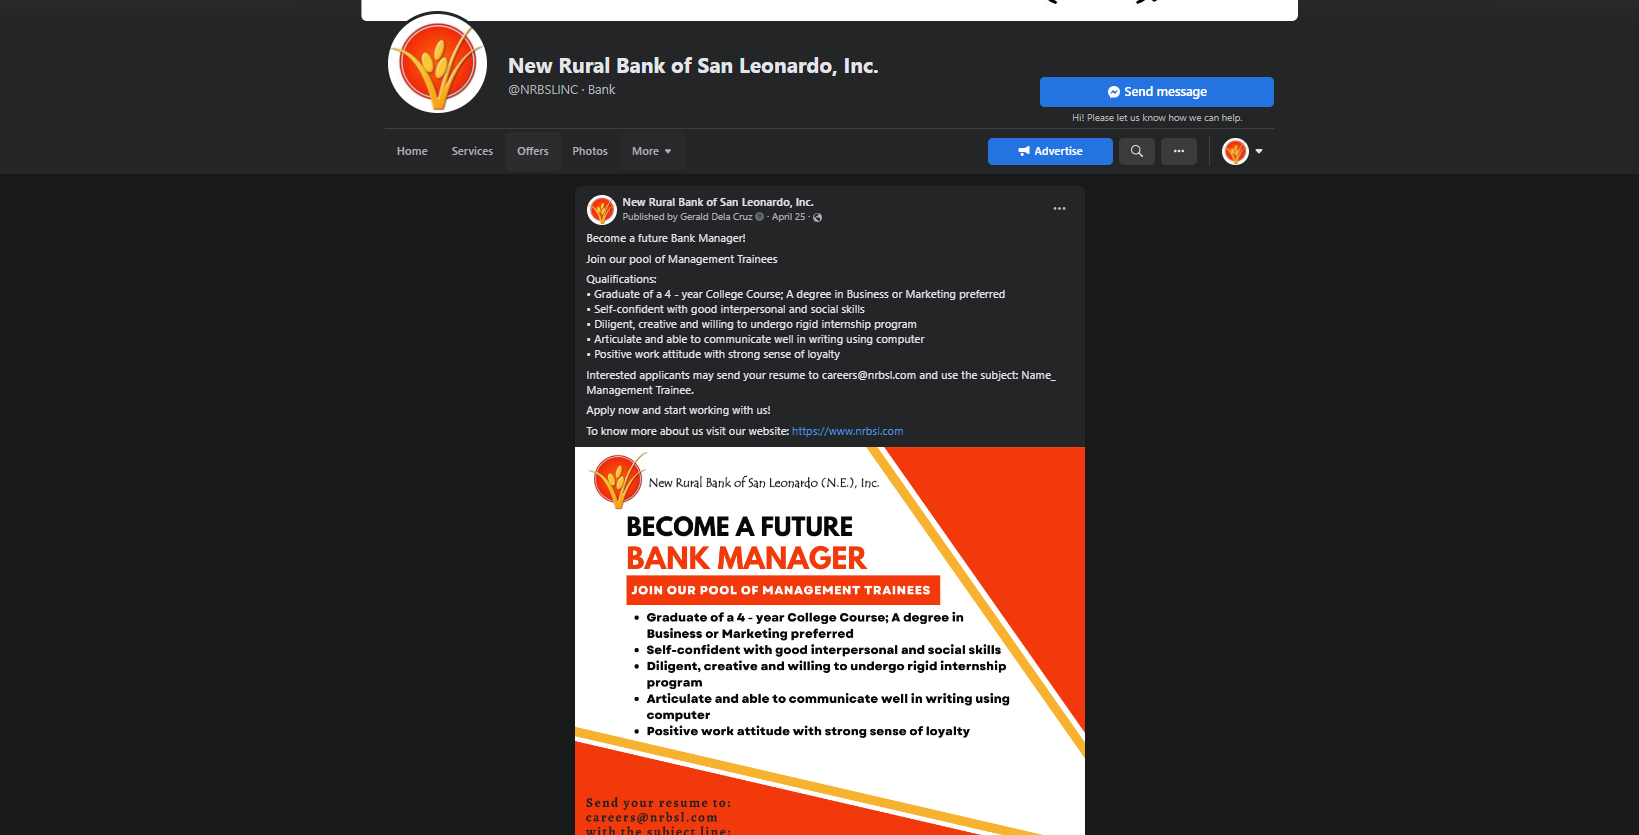 New Rural Bank of San Leonardo, Inc.
@NRBSLINC · Bank
Send message
Hi! Please let us know how we can help.
Home Services Offers Photos More
Advertise
New Rural Bank of San Leonardo, Inc.
Published by Gerald Dela Cruz · April 25 ·
Become a future Bank Manager!
Join our pool of Management Trainees
Qualifications:
• Graduate of a 4 - year College Course; A degree in Business or Marketing preferred
• Self-confident with good interpersonal and social skills
• Diligent, creative and willing to undergo rigid internship program
• Articulate and able to communicate well in writing using computer
• Positive work attitude with strong sense of loyalty
Interested applicants may send your resume to careers@nrbsl.com and use the subject: Name_
Management Trainee.
Apply now and start working with us!
To know more about us visit our website: https://www.nrbsl.com
New Rural Bank of San Leonardo (N.E.), Inc.
BECOME A FUTURE
BANK MANAGER
JOIN OUR POOL OF MANAGEMENT TRAINEES
• Graduate of a 4 - year College Course; A degree in
Business or Marketing preferred
• Self-confident with good interpersonal and social skills
• Diligent, creative and willing to undergo rigid internship
program
• Articulate and able to communicate well in writing using
computer
• Positive work attitude with strong sense of loyalty
Send your resume to:
careers@nrbsl.com
with the subject line: